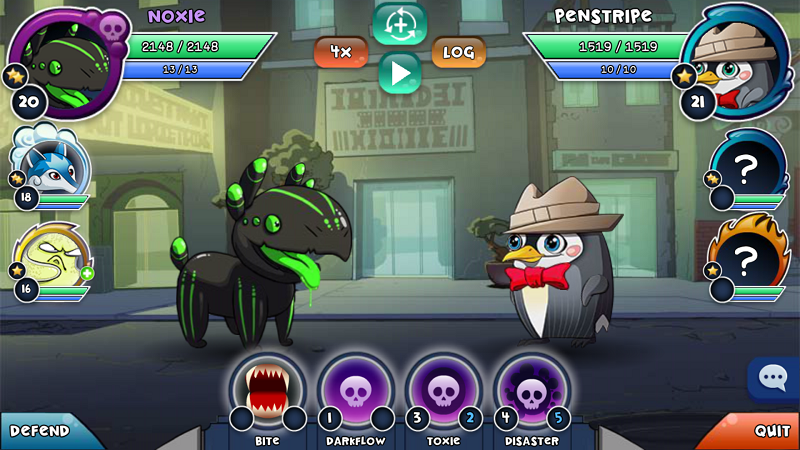 NOXIE
2148 / 2148
13 / 13
20
18
16
4X
LOG
PENSTRIPE
1519 / 1519
10 / 10
21
?
?
BITE
1
DARKFLOW
3 2
TOXIE
4 5
DISASTER
DEFEND
QUIT